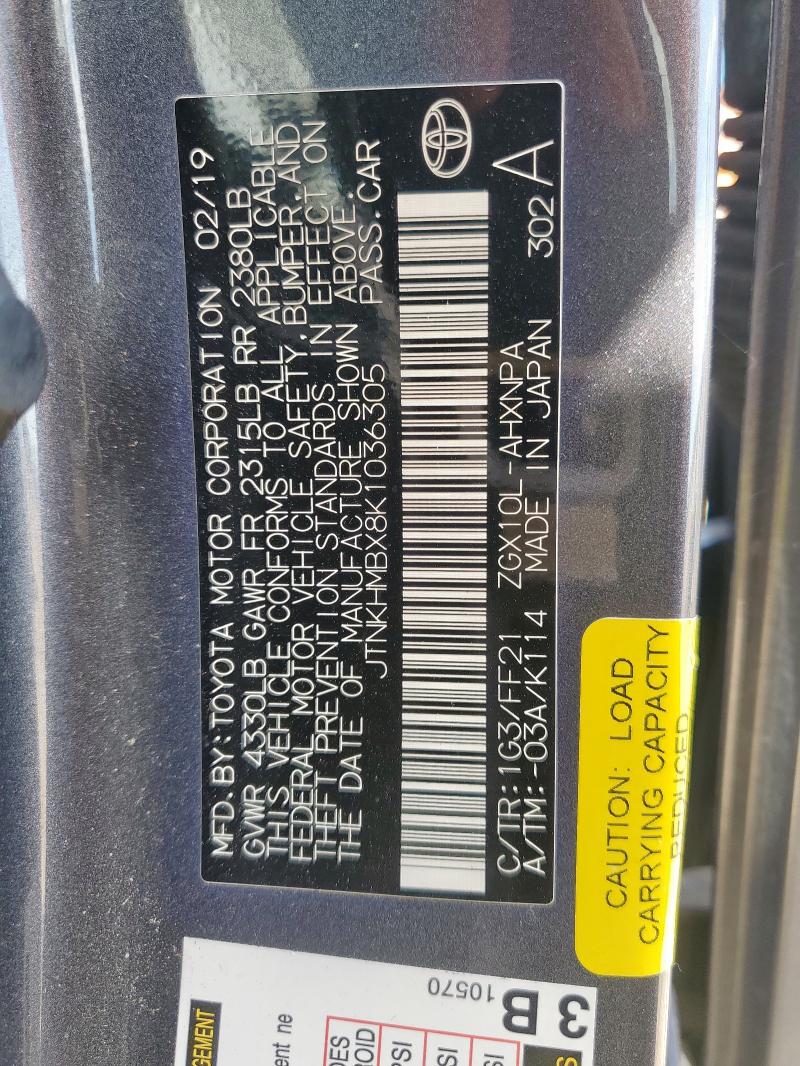 MFD. BY: TOYOTA MOTOR CORPORATION 02/19
GVWR 4330LB GAWR FR 2315LB RR 2380LB
THIS VEHICLE CONFORMS TO ALL APPLICABLE
FEDERAL MOTOR VEHICLE SAFETY, BUMPER, AND
THEFT PREVENTION STANDARDS IN EFFECT ON
THE DATE OF MANUFACTURE SHOWN ABOVE.
JTNKHMBX8K1036305 PASS. CAR
C/TR: 1G3/FF21 ZGX10L-AHXNPA 302 A
A/TM:-03A/K114 MADE IN JAPAN
CAUTION: LOAD
CARRYING CAPACITY
REDUCED
3 B
10570